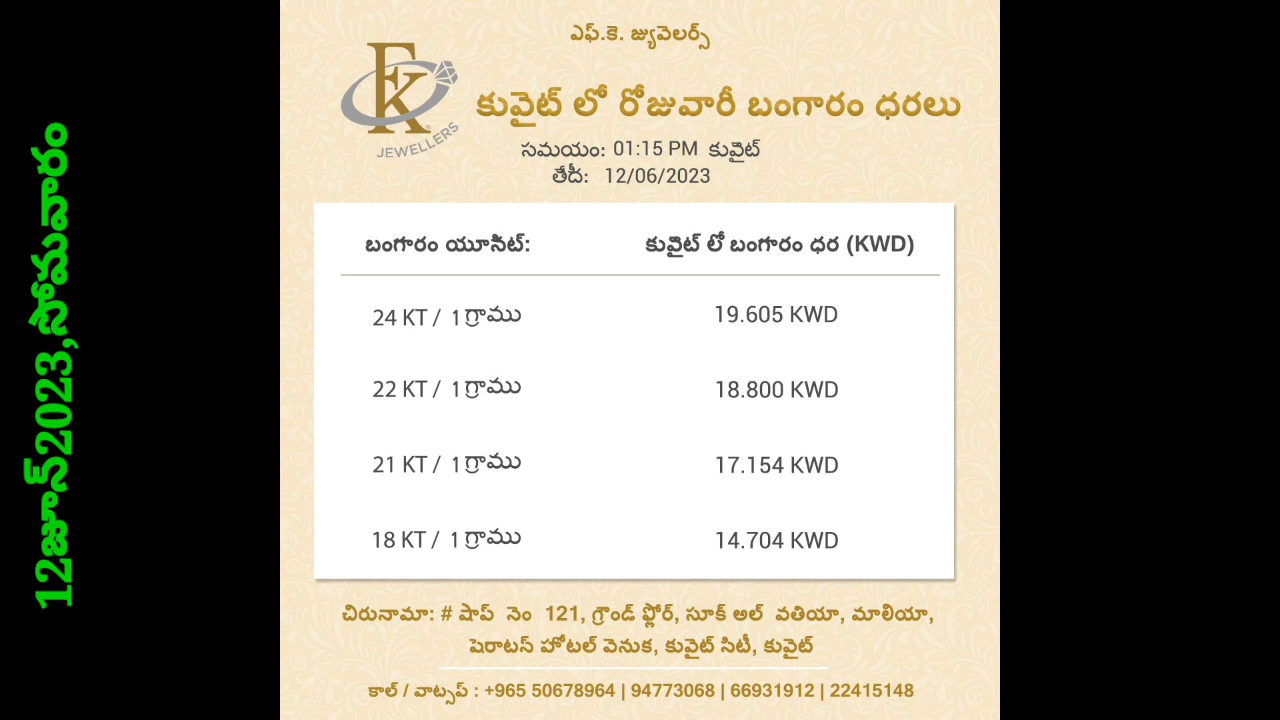 12జూన్2023,సోమవారం
ఎఫ్.కె. జ్యువెలర్స్
FK
JEWELLERS
కువైట్ లో రోజువారీ బంగారం ధరలు
సమయం: 01:15 PM కువైట్
తేదీ: 12/06/2023
బంగారం యూనిట్: కువైట్ లో బంగారం ధర (KWD)
24 KT / 1 గ్రాము 19.605 KWD
22 KT / 1 గ్రాము 18.800 KWD
21 KT / 1 గ్రాము 17.154 KWD
18 KT / 1 గ్రాము 14.704 KWD
చిరునామా: # షాప్ నెం 121, గ్రౌండ్ ఫ్లోర్, సూక్ అల్ వతియా, మాలియా,
షెరాటన్ హోటల్ వెనుక, కువైట్ సిటీ, కువైట్
కాల్ / వాట్సప్ : +965 50678964 | 94773068 | 66931912 | 22415148